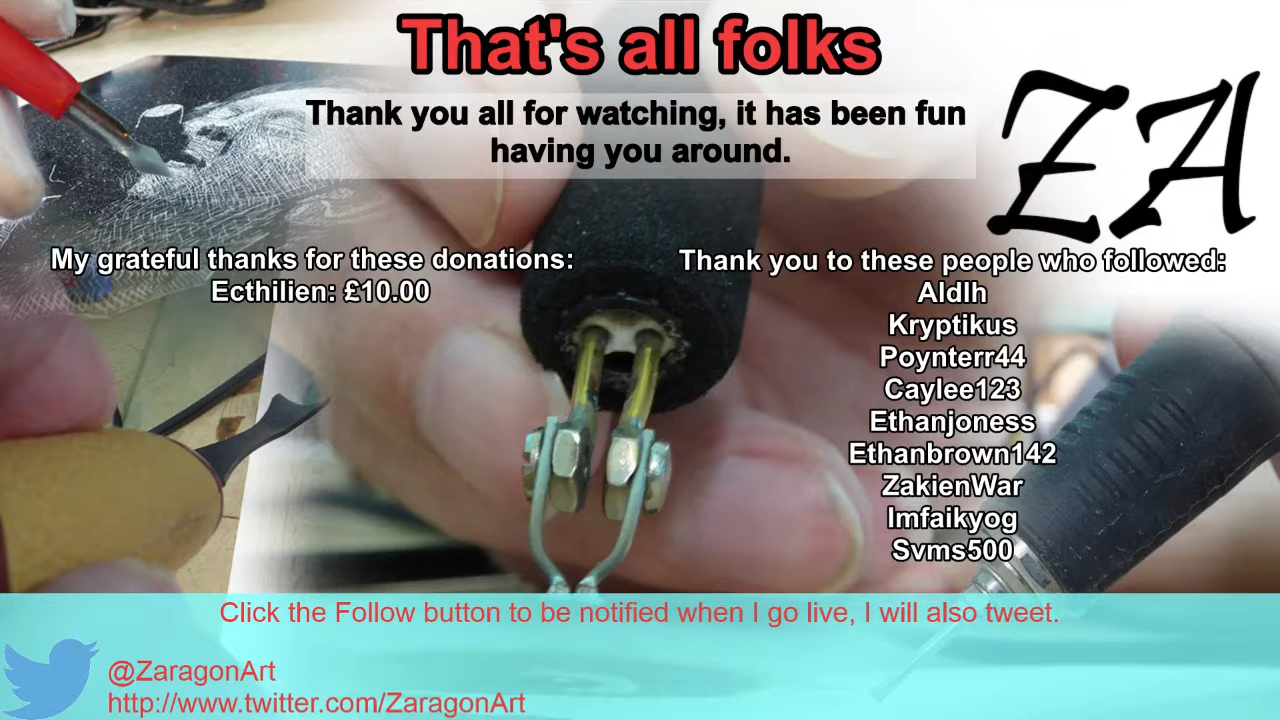 That's all folks
Thank you all for watching, it has been fun
having you around.
ZA
My grateful thanks for these donations:
Ecthilien: £10.00
Thank you to these people who followed:
Aldlh
Kryptikus
Poynterr44
Caylee123
Ethanjoness
Ethanbrown142
ZakienWar
Imfaikyog
Svms500
Click the Follow button to be notified when I go live, I will also tweet.
@ZaragonArt
http://www.twitter.com/ZaragonArt